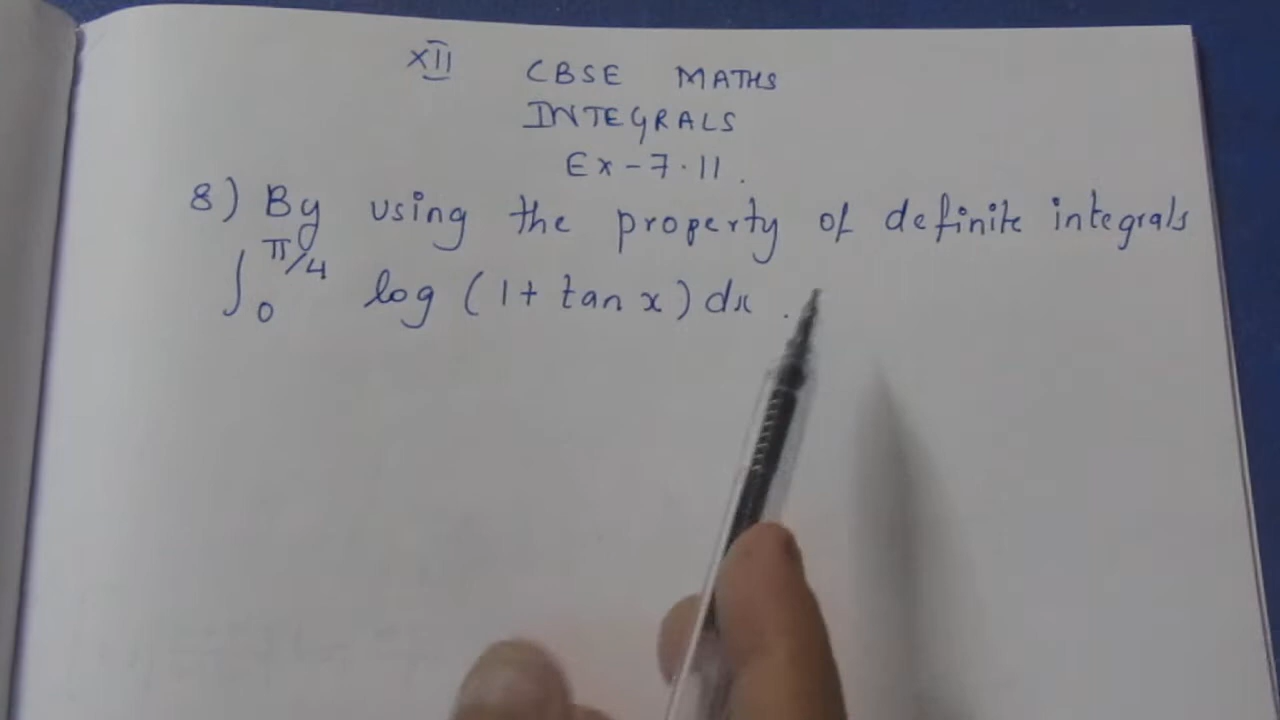 XII CBSE MATHS
INTEGRALS
Ex-7.11.
8) By using the property of definite integrals
∫₀^π/4 log (1+ tan x) dx.